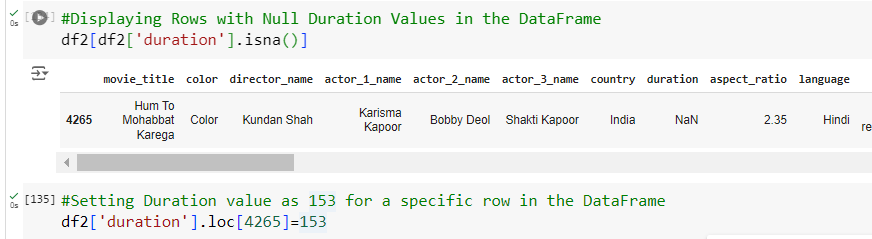 #Displaying Rows with Null Duration Values in the DataFrame
0s
df2[df2['duration'].isna()]
movie_title color director_name actor_1_name actor_2_name actor_3_name country duration aspect_ratio language
4265 Hum To Mohabbat Karega Color Kundan Shah Karisma Kapoor Bobby Deol Shakti Kapoor India NaN 2.35 Hindi re
[135] #Setting Duration value as 153 for a specific row in the DataFrame
0s
df2['duration'].loc[4265]=153